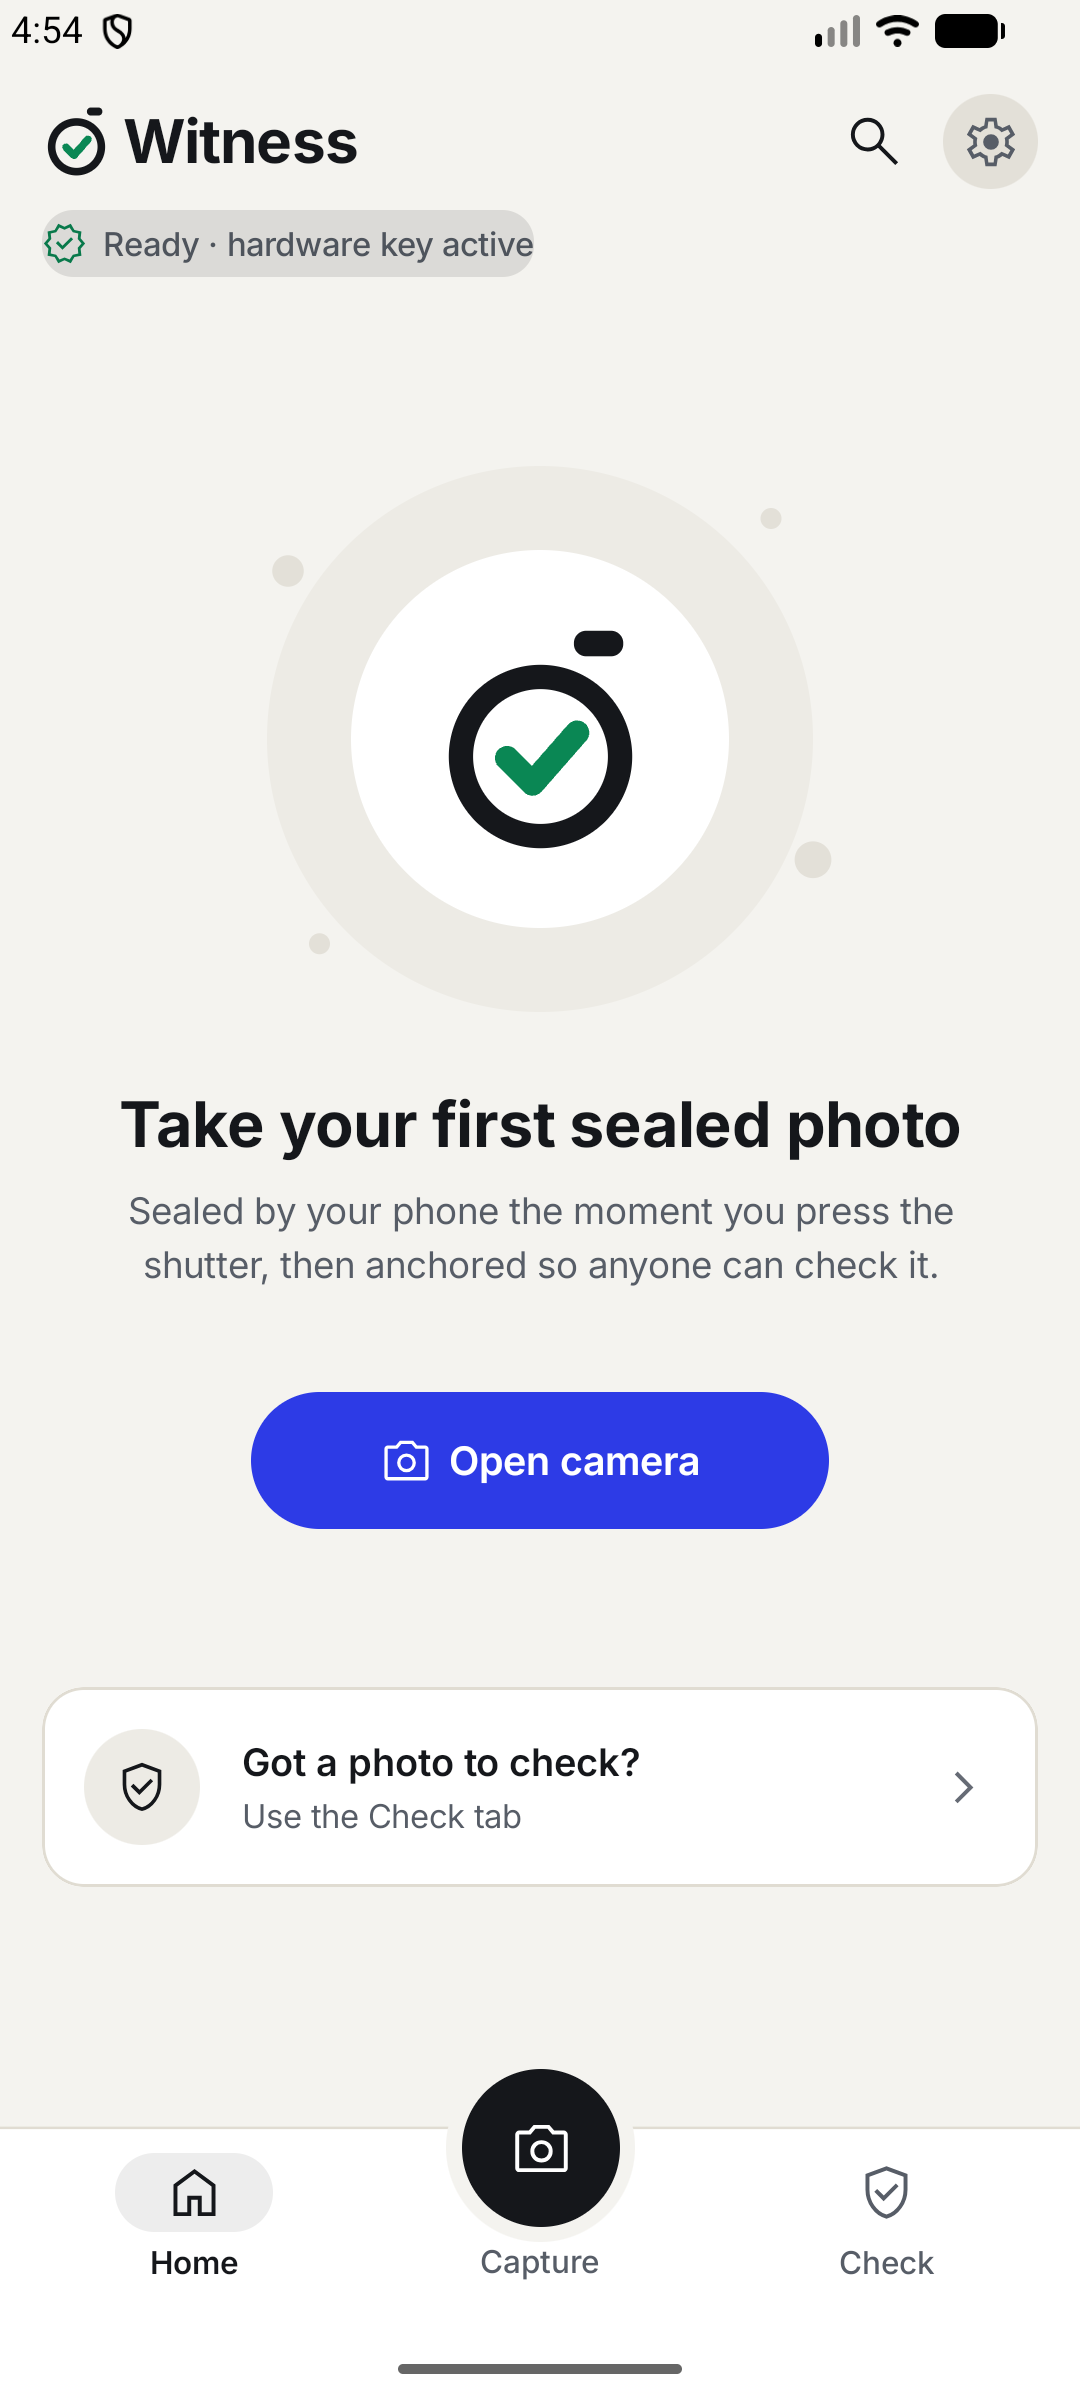 4:54
Witness
Ready · hardware key active
Take your first sealed photo
Sealed by your phone the moment you press the
shutter, then anchored so anyone can check it.
Open camera
Got a photo to check?
Use the Check tab
Home
Capture
Check